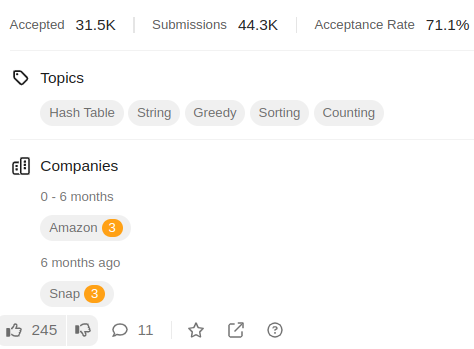 Accepted 31.5K Submissions 44.3K Acceptance Rate 71.1%
Topics
Hash Table String Greedy Sorting Counting
Companies
0 - 6 months
Amazon 3
6 months ago
Snap 3
245 11